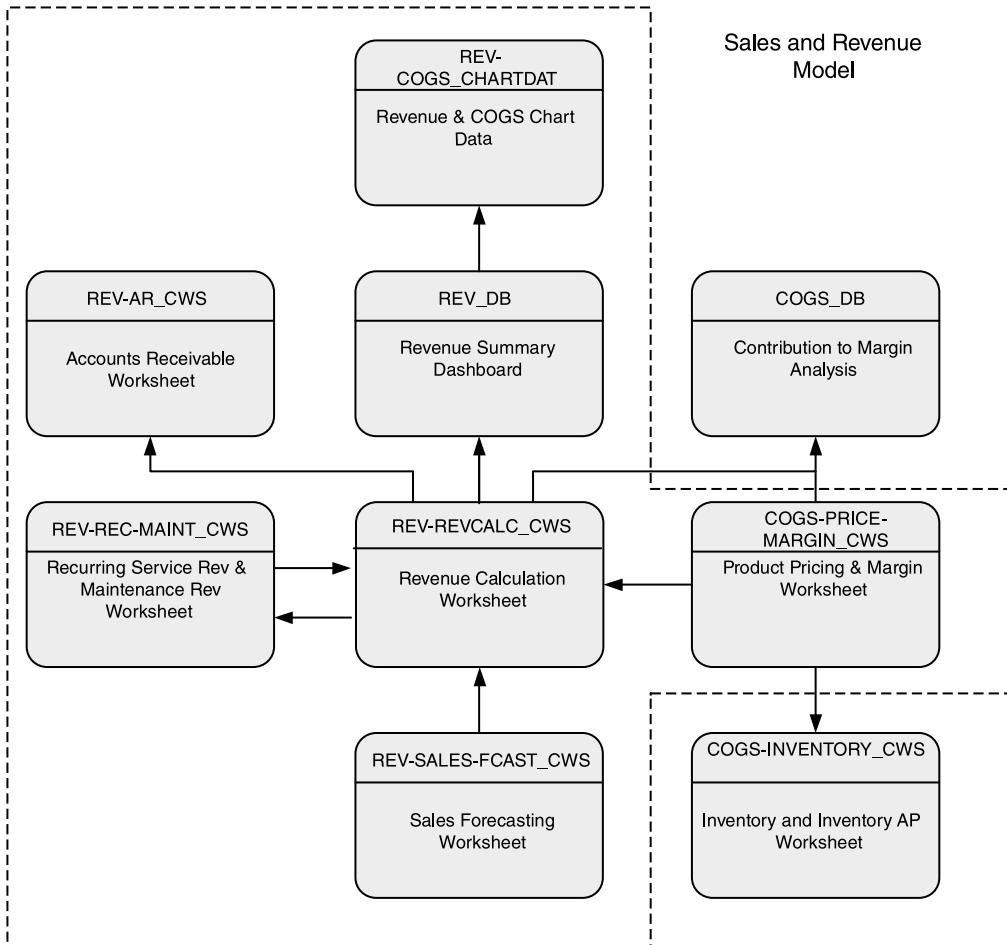 Sales and Revenue
Model
REV-
COGS_CHARTDAT
Revenue & COGS Chart
Data
REV-AR_CWS
Accounts Receivable
Worksheet
REV_DB
Revenue Summary
Dashboard
COGS_DB
Contribution to Margin
Analysis
REV-REC-MAINT_CWS
Recurring Service Rev &
Maintenance Rev
Worksheet
REV-REVCALC_CWS
Revenue Calculation
Worksheet
COGS-PRICE-
MARGIN_CWS
Product Pricing & Margin
Worksheet
REV-SALES-FCAST_CWS
Sales Forecasting
Worksheet
COGS-INVENTORY_CWS
Inventory and Inventory AP
Worksheet